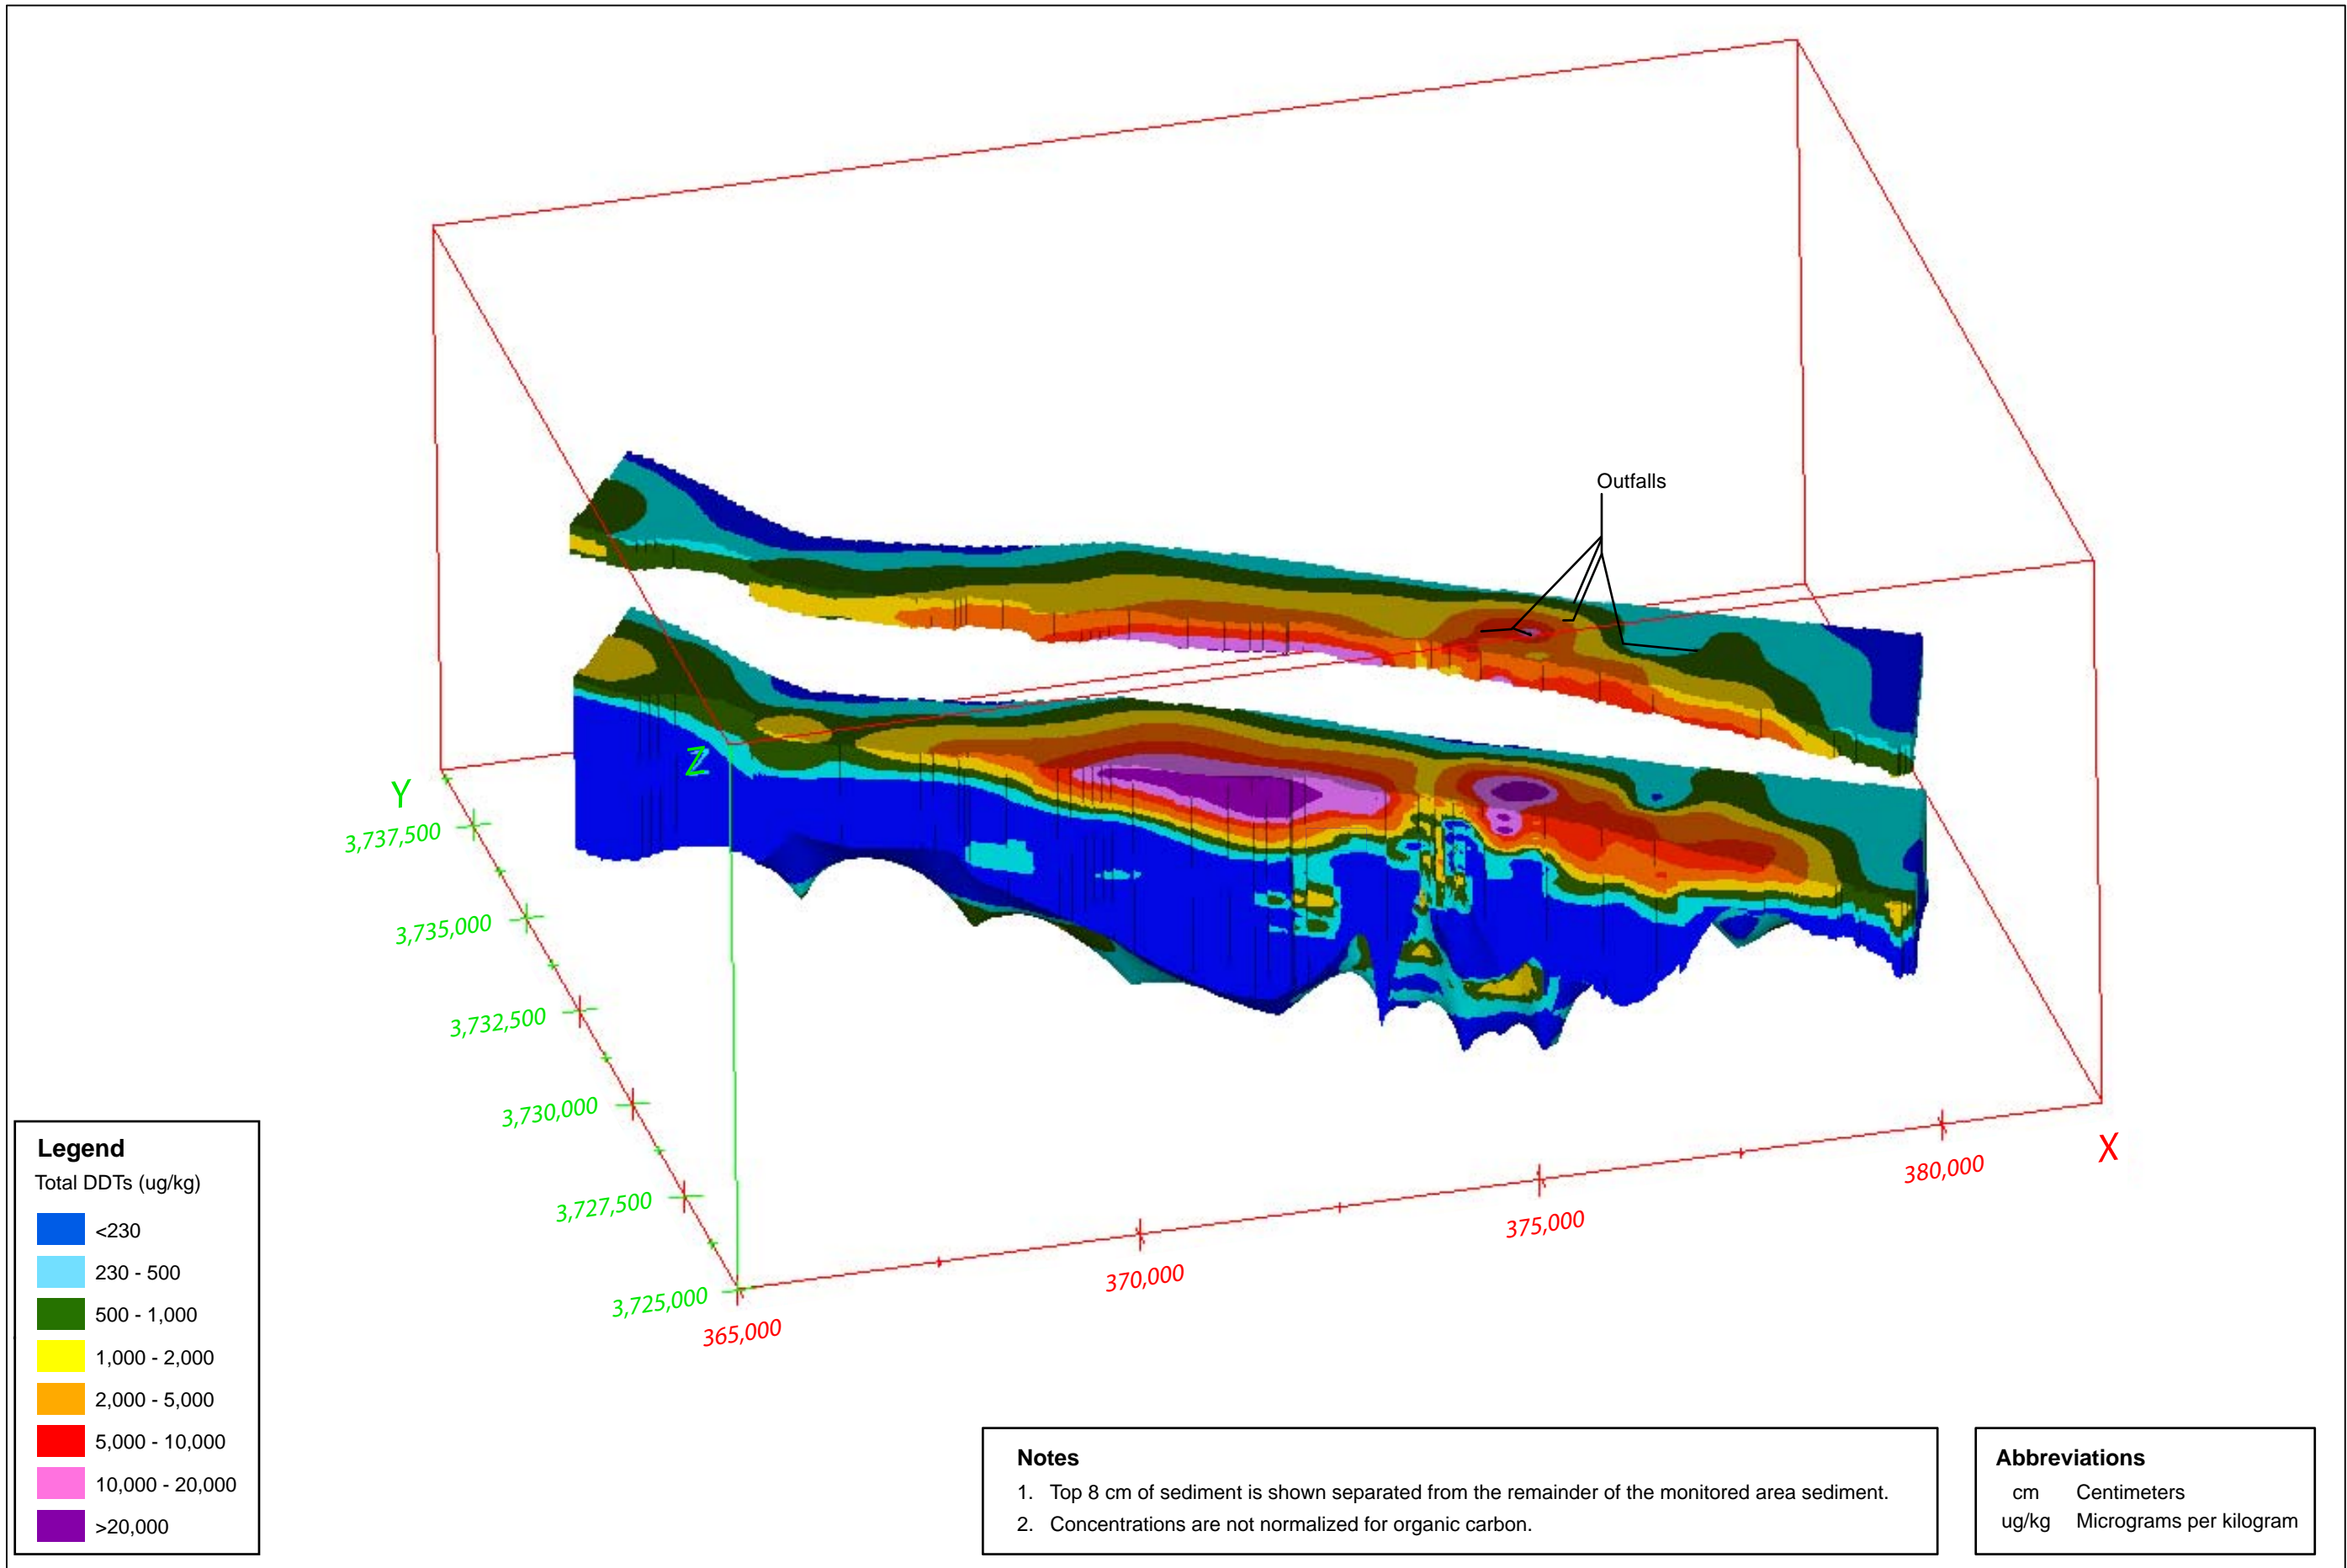 Outfalls
Z
Y
3,737,500
3,735,000
3,732,500
3,730,000
3,727,500
3,725,000
365,000
370,000
375,000
380,000
X
Legend
Total DDTs (ug/kg)
<230
230 - 500
500 - 1,000
1,000 - 2,000
2,000 - 5,000
5,000 - 10,000
10,000 - 20,000
>20,000
Notes
1. Top 8 cm of sediment is shown separated from the remainder of the monitored area sediment.
2. Concentrations are not normalized for organic carbon.
Abbreviations
cm Centimeters
ug/kg Micrograms per kilogram